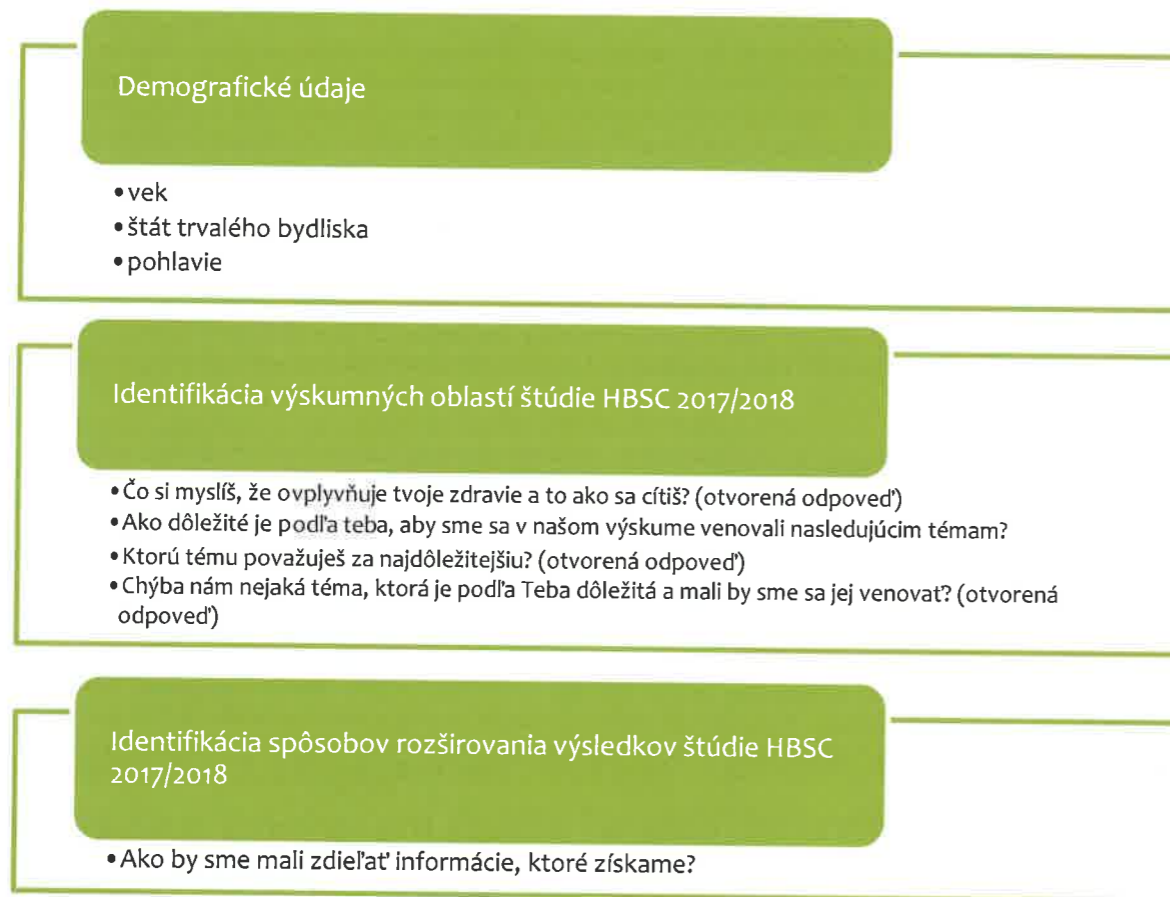 Demografické údaje
•vek
•štát trvalého bydliska
•pohlavie
Identifikácia výskumných oblastí štúdie HBSC 2017/2018
•Čo si myslíš, že ovplyvňuje tvoje zdravie a to ako sa cítiš? (otvorená odpoveď)
•Ako dôležité je podľa teba, aby sme sa v našom výskume venovali nasledujúcim témam?
•Ktorú tému považuješ za najdôležitejšiu? (otvorená odpoveď)
•Chýba nám nejaká téma, ktorá je podľa Teba dôležitá a mali by sme sa jej venovať? (otvorená
odpoveď)
Identifikácia spôsobov rozširovania výsledkov štúdie HBSC
2017/2018
•Ako by sme mali zdieľať informácie, ktoré získame?